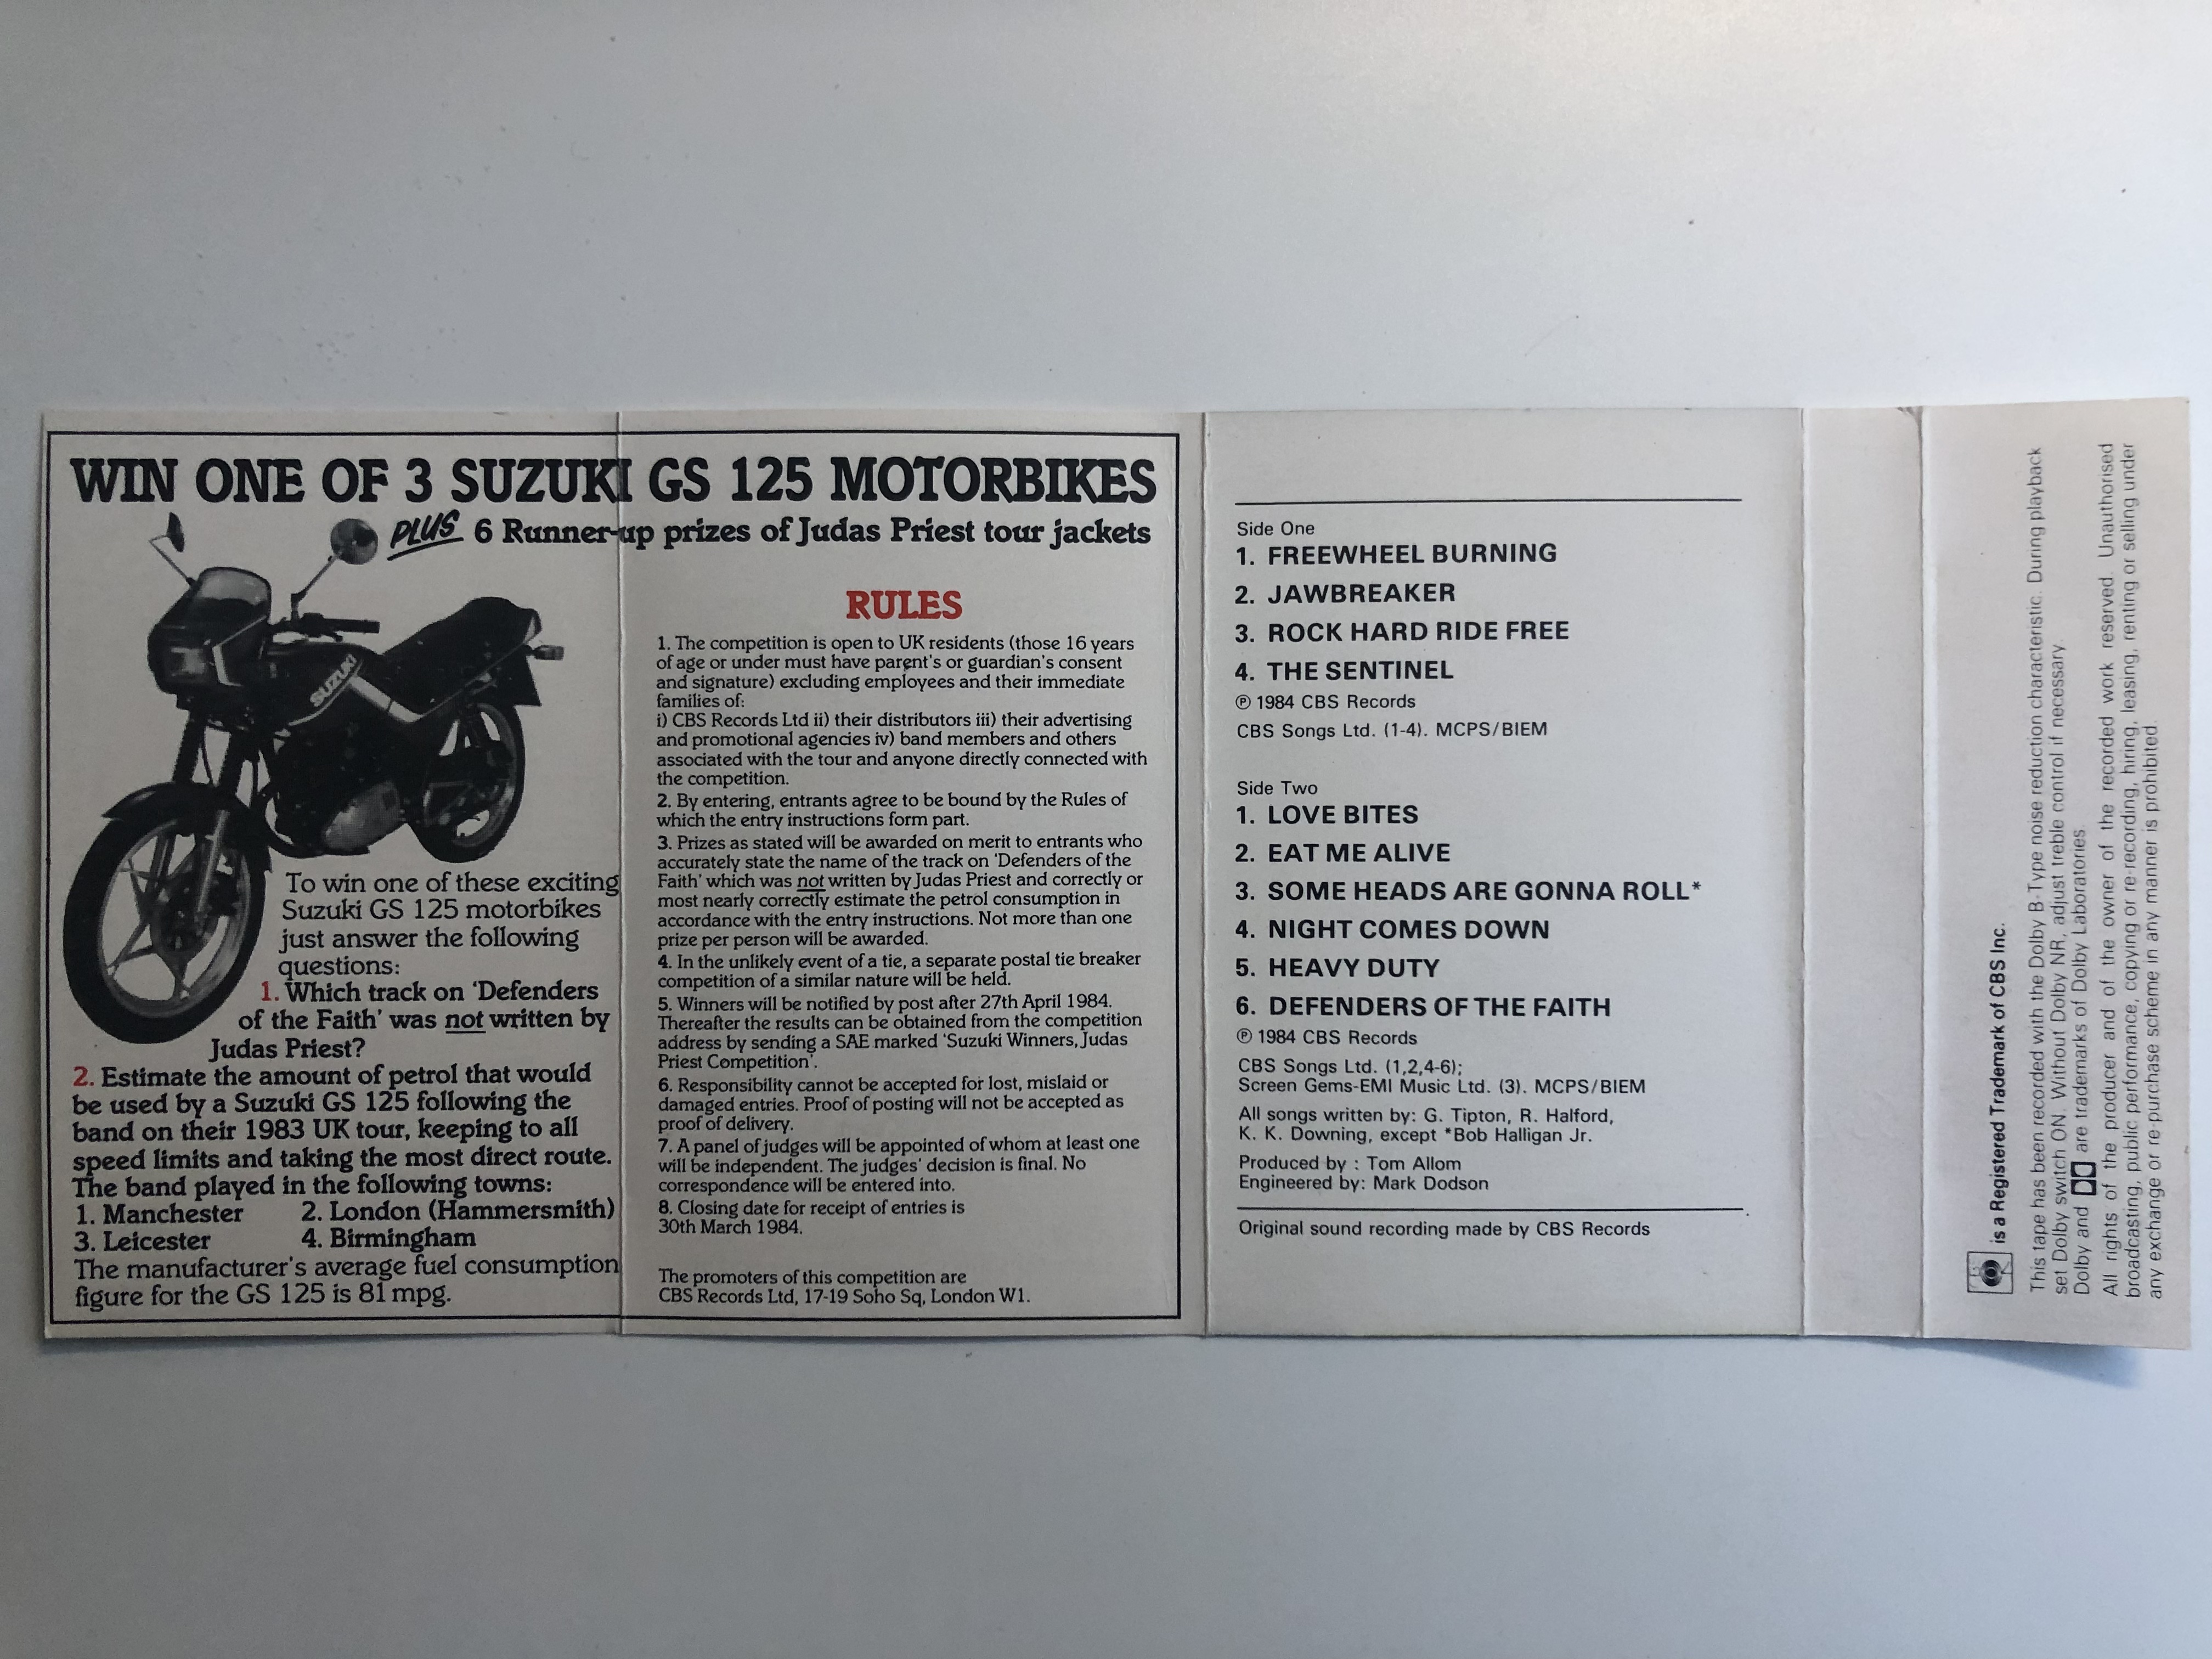 WIN ONE OF 3 SUZUKI GS 125 MOTORBIKES
PLUS 6 Runner-up prizes of Judas Priest tour jackets
SUZUKI
To win one of these exciting
Suzuki GS 125 motorbikes
just answer the following
questions:
1. Which track on 'Defenders
of the Faith' was not written by
Judas Priest?
2. Estimate the amount of petrol that would
be used by a Suzuki GS 125 following the
band on their 1983 UK tour, keeping to all
speed limits and taking the most direct route.
The band played in the following towns:
1. Manchester 2. London (Hammersmith)
3. Leicester 4. Birmingham
The manufacturer's average fuel consumption
figure for the GS 125 is 81 mpg.
RULES
1. The competition is open to UK residents (those 16 years
of age or under must have parent's or guardian's consent
and signature) excluding employees and their immediate
families of:
i) CBS Records Ltd ii) their distributors iii) their advertising
and promotional agencies iv) band members and others
associated with the tour and anyone directly connected with
the competition.
2. By entering, entrants agree to be bound by the Rules of
which the entry instructions form part.
3. Prizes as stated will be awarded on merit to entrants who
accurately state the name of the track on 'Defenders of the
Faith' which was not written by Judas Priest and correctly or
most nearly correctly estimate the petrol consumption in
accordance with the entry instructions. Not more than one
prize per person will be awarded.
4. In the unlikely event of a tie, a separate postal tie breaker
competition of a similar nature will be held.
5. Winners will be notified by post after 27th April 1984.
Thereafter the results can be obtained from the competition
address by sending a SAE marked 'Suzuki Winners, Judas
Priest Competition'.
6. Responsibility cannot be accepted for lost, mislaid or
damaged entries. Proof of posting will not be accepted as
proof of delivery.
7. A panel of judges will be appointed of whom at least one
will be independent. The judges' decision is final. No
correspondence will be entered into.
8. Closing date for receipt of entries is
30th March 1984.
The promoters of this competition are
CBS Records Ltd, 17-19 Soho Sq, London W1.
Side One
1. FREEWHEEL BURNING
2. JAWBREAKER
3. ROCK HARD RIDE FREE
4. THE SENTINEL
℗ 1984 CBS Records
CBS Songs Ltd. (1-4). MCPS/BIEM
Side Two
1. LOVE BITES
2. EAT ME ALIVE
3. SOME HEADS ARE GONNA ROLL*
4. NIGHT COMES DOWN
5. HEAVY DUTY
6. DEFENDERS OF THE FAITH
℗ 1984 CBS Records
CBS Songs Ltd. (1,2,4-6);
Screen Gems-EMI Music Ltd. (3). MCPS/BIEM
All songs written by: G. Tipton, R. Halford,
K. K. Downing, except *Bob Halligan Jr.
Produced by : Tom Allom
Engineered by: Mark Dodson
Original sound recording made by CBS Records
is a Registered Trademark of CBS Inc.
This tape has been recorded with the Dolby B-Type noise reduction characteristic. During playback
set Dolby switch ON. Without Dolby NR, adjust treble control if necessary.
Dolby and are trademarks of Dolby Laboratories.
All rights of the producer and of the owner of the recorded work reserved. Unauthorised
broadcasting, public performance, copying or re-recording, hiring, leasing, renting or selling under
any exchange or re-purchase scheme in any manner is prohibited.